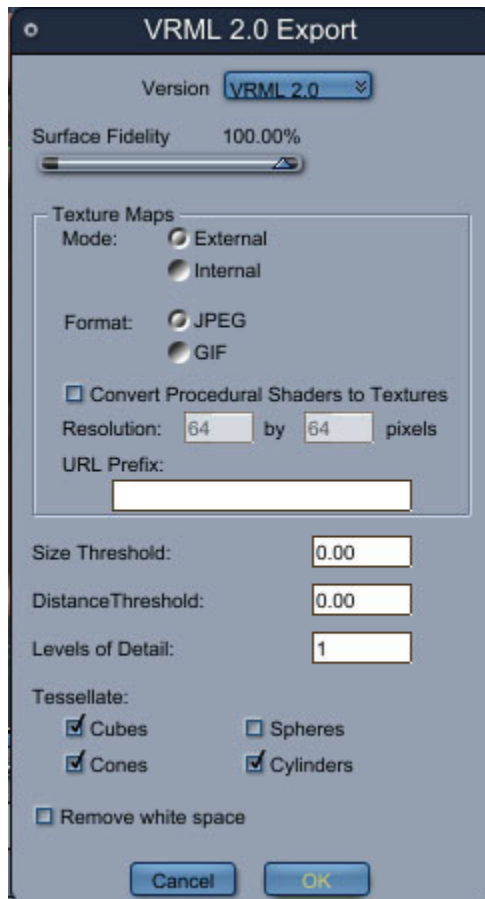 VRML 2.0 Export
Version VRML 2.0
Surface Fidelity 100.00%
Texture Maps
Mode: External
Internal
Format: JPEG
GIF
Convert Procedural Shaders to Textures
Resolution: 64 by 64 pixels
URL Prefix:
Size Threshold: 0.00
DistanceThreshold: 0.00
Levels of Detail: 1
Tessellate:
Cubes Spheres
Cones Cylinders
Remove white space
Cancel OK